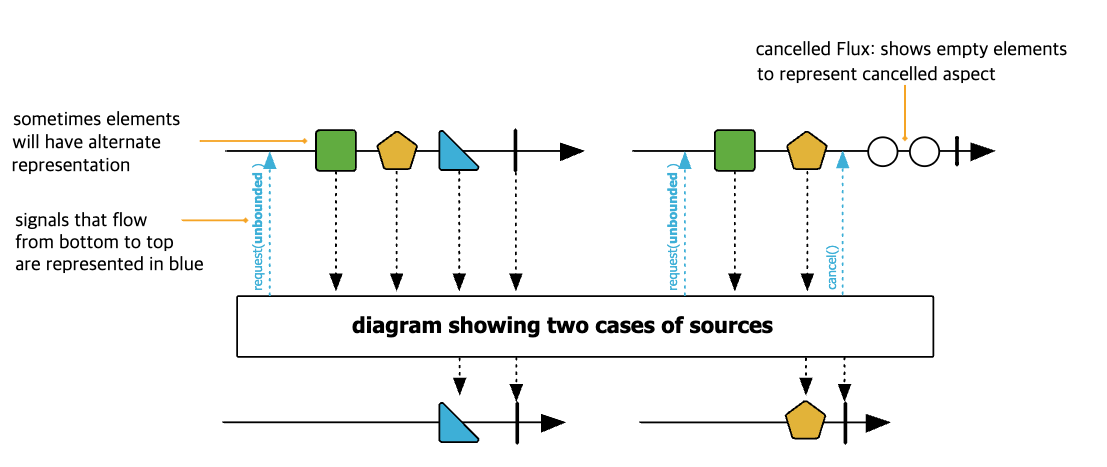 cancelled Flux: shows empty elements
to represent cancelled aspect
sometimes elements
will have alternate
representation
signals that flow
from bottom to top
are represented in blue
request(unbounded )
request(unbounded )
cancel()
diagram showing two cases of sources